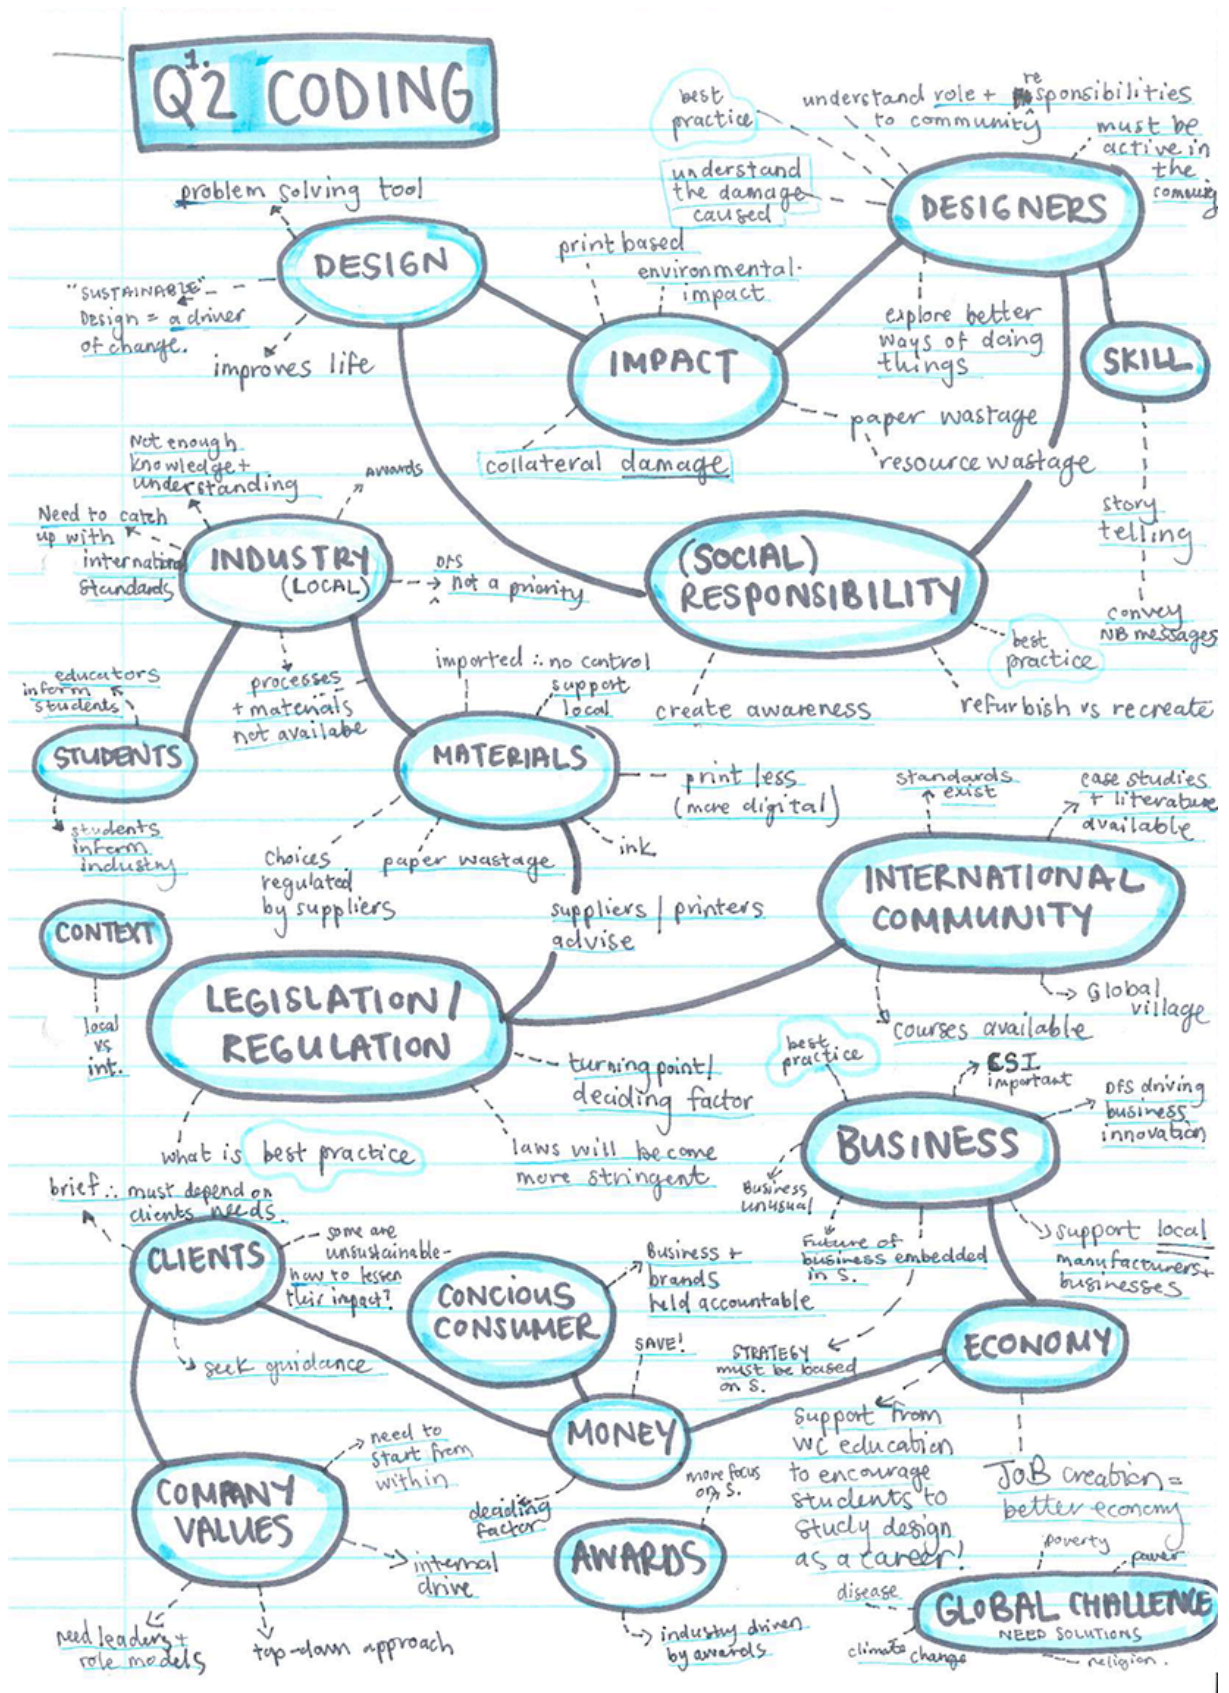 Q2 1. CODING
best
practice
understand role + responsibilities
to community
must be
active in
the
understand
the damage
caused
DESIGNERS
problem solving tool
DESIGN
"SUSTAINABLE"
Design = a driver
of change.
improves life
print based
environmental
impact
IMPACT
explore better
ways of doing
things
SKILL
collateral damage
paper wastage
resource wastage
story
telling
convey
NB messages
Not enough
knowledge +
understanding
awards
Need to catch
up with
international
standards
INDUSTRY
(LOCAL)
DFS
not a priority
^
(SOCIAL)
RESPONSIBILITY
best
practice
create awareness
refurbish vs recreate
processes
+ materials
not availabe
educators
inform
students
STUDENTS
students
inform
industry
imported ∴ no control
support
local
MATERIALS
print less
(more digital)
choices
regulated
by suppliers
paper wastage
ink
standards
exist
case studies
+ literature
available
INTERNATIONAL
COMMUNITY
Global
village
courses available
CONTEXT
local
vs
int.
suppliers / printers
advise
LEGISLATION /
REGULATION
turning point /
deciding factor
what is best practice
laws will become
more stringent
best
practice
CSI
important
DFS driving
business
innovation
BUSINESS
Business
unusual
Future of
business embedded
in S.
support local
manufacturers +
businesses
STRATEGY
must be based
on S.
brief ∴ must depend on
clients needs.
CLIENTS
some are
unsustainable -
how to lessen
their impact?
seek guidance
CONCIOUS
CONSUMER
Business +
brands
held accountable
SAVE!
MONEY
deciding
factor
ECONOMY
support from
WC education
to encourage
students to
study design
as a career!
JOB creation =
better economy
COMPANY
VALUES
need to
start from
within
internal
drive
need leaders +
role models
top-down approach
more focus
on S.
AWARDS
industry driven
by awards
poverty
power
disease
GLOBAL CHALLENGE
NEED SOLUTIONS
climate change
religion.